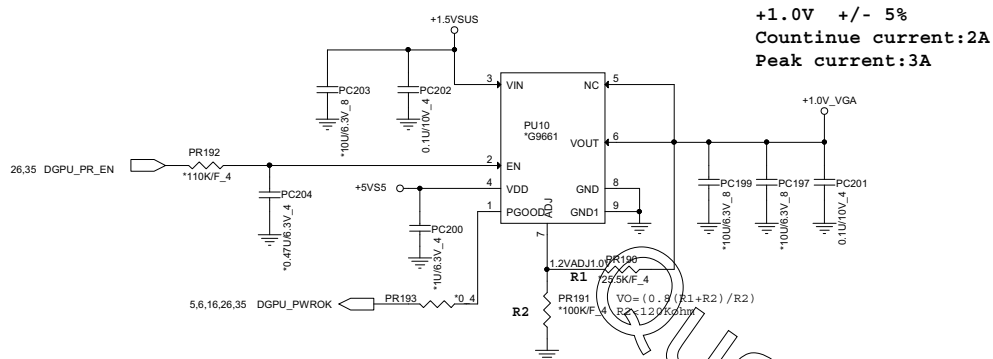 +1.0V +/- 5%
Countinue current:2A
Peak current:3A
+1.5VSUS
PC203
*10U/6.3V_8
PC202
0.1U/10V_4
3
VIN
NC
5
PU10
*G9661
VOUT
6
+1.0V_VGA
26,35 DGPU_PR_EN
PR192
*110K/F_4
2
EN
PC204
*0.47U/6.3V_4
+5VS5
4
VDD
GND
8
1
PGOOD
ADJ
GND1
9
PC200
*1U/6.3V_4
7
PC199
*10U/6.3V_8
PC197
*10U/6.3V_8
PC201
0.1U/10V_4
1.2VADJ1.0V
PR190
R1
*25.5K/F_4
5,6,16,26,35 DGPU_PWROK
PR193
*0_4
R2
PR191
*100K/F_4
VO=(0.8(R1+R2)/R2)
R2<120Kohm
Qu